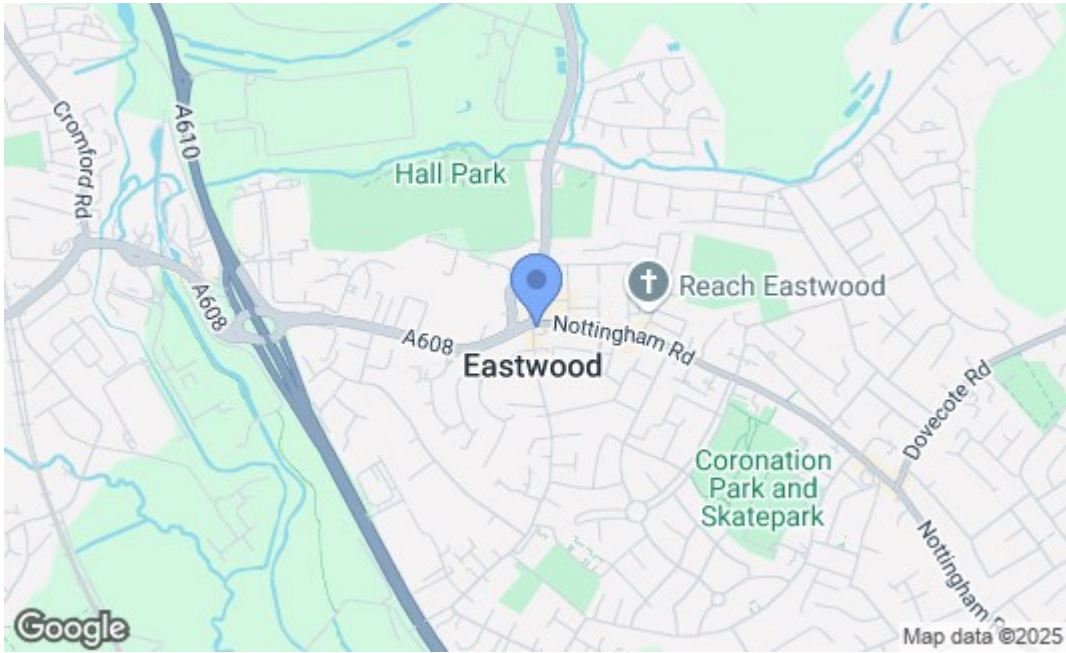 Cromford Rd
A610
Hall Park
A608
Reach Eastwood
A608
Nottingham Rd
Eastwood
Dovecote Rd
Coronation
Park and
Skatepark
Nottingham
Google
Map data ©2025